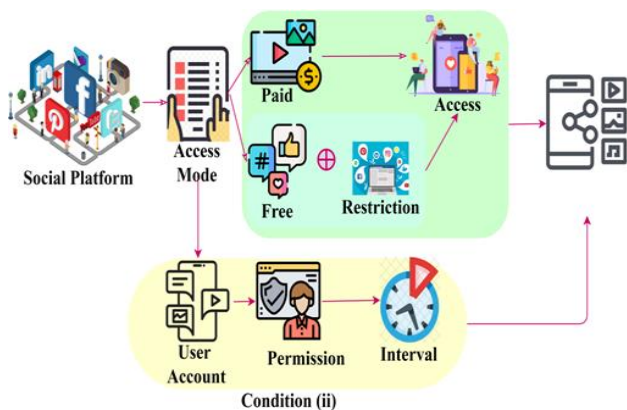 Social Platform
Access
Mode
Paid
Free
Restriction
Access
User
Account
Permission
Interval
Condition (ii)